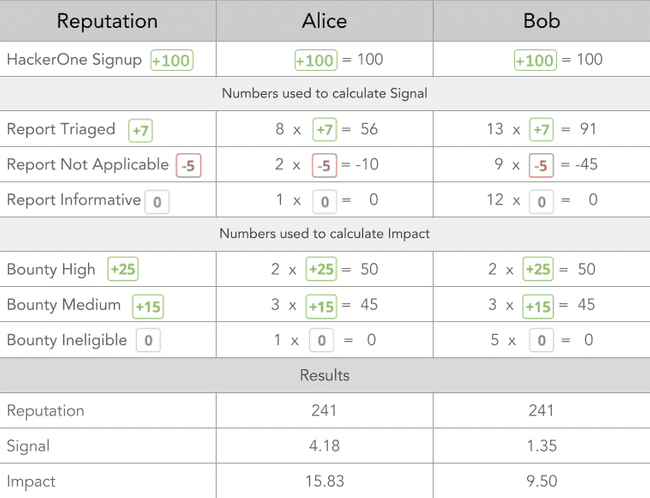 Reputation Alice Bob
HackerOne Signup +100 +100 = 100 +100 = 100
Numbers used to calculate Signal
Report Triaged +7 8 x +7 = 56 13 x +7 = 91
Report Not Applicable -5 2 x -5 = -10 9 x -5 = -45
Report Informative 0 1 x 0 = 0 12 x 0 = 0
Numbers used to calculate Impact
Bounty High +25 2 x +25 = 50 2 x +25 = 50
Bounty Medium +15 3 x +15 = 45 3 x +15 = 45
Bounty Ineligible 0 1 x 0 = 0 5 x 0 = 0
Results
Reputation 241 241
Signal 4.18 1.35
Impact 15.83 9.50